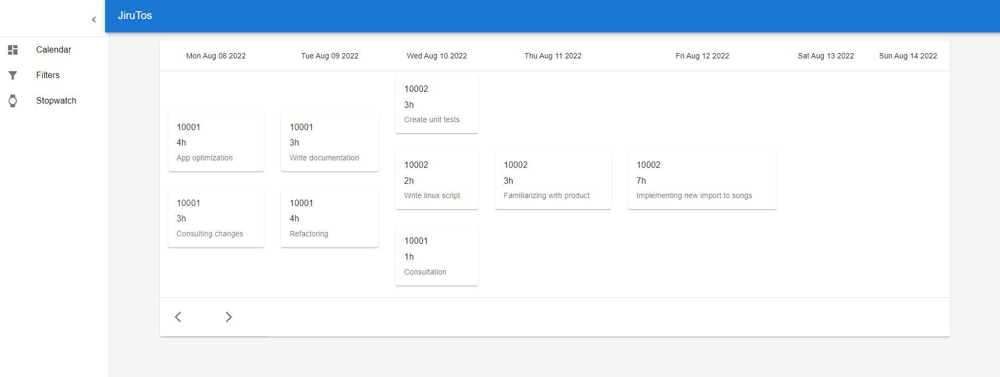 JiruTos
Calendar
Filters
Stopwatch
Mon Aug 08 2022
Tue Aug 09 2022
Wed Aug 10 2022
Thu Aug 11 2022
Fri Aug 12 2022
Sat Aug 13 2022
Sun Aug 14 2022
10001
4h
App optimization
10001
3h
Consulting changes
10001
3h
Write documentation
10001
4h
Refactoring
10002
3h
Create unit tests
10002
2h
Write linux script
10001
1h
Consultation
10002
3h
Familiarizing with product
10002
7h
Implementing new import to songs